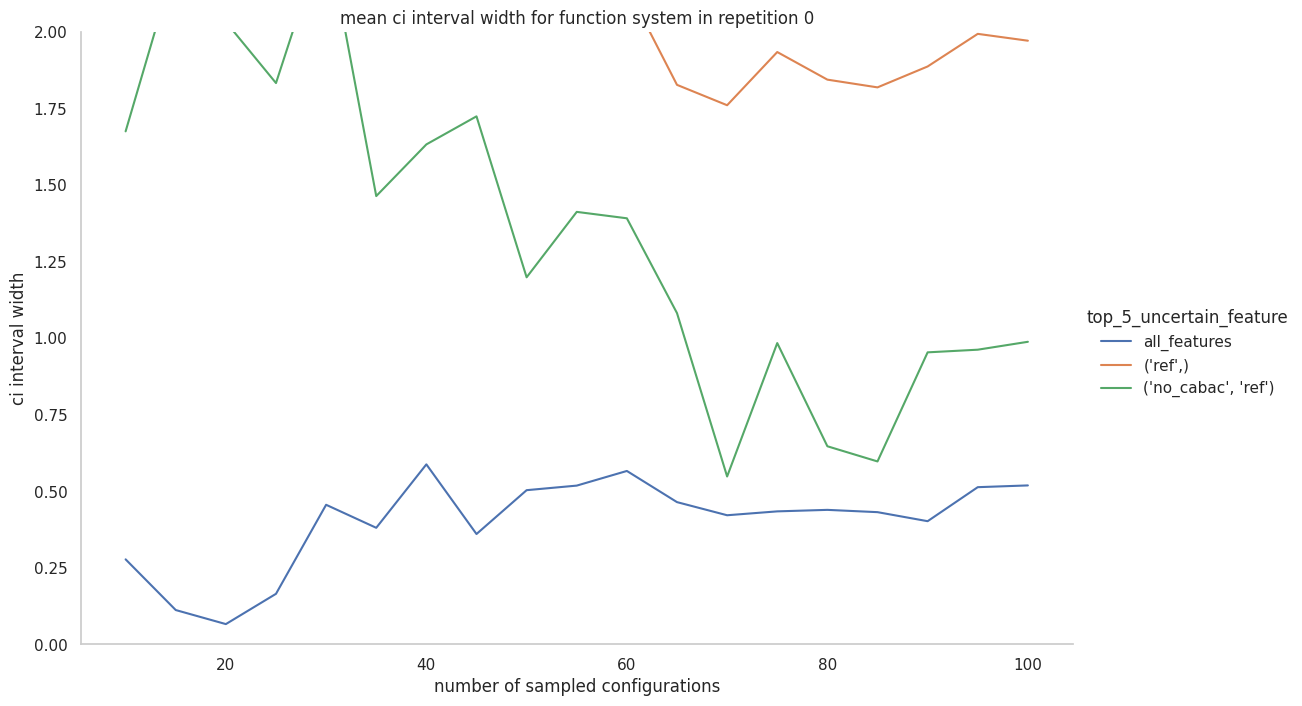 mean ci interval width for function system in repetition 0
2.00
1.75
1.50
1.25
1.00
0.75
0.50
0.25
0.00
ci interval width
20
40
60
80
100
number of sampled configurations
top_5_uncertain_feature
all_features
('ref',)
('no_cabac', 'ref')